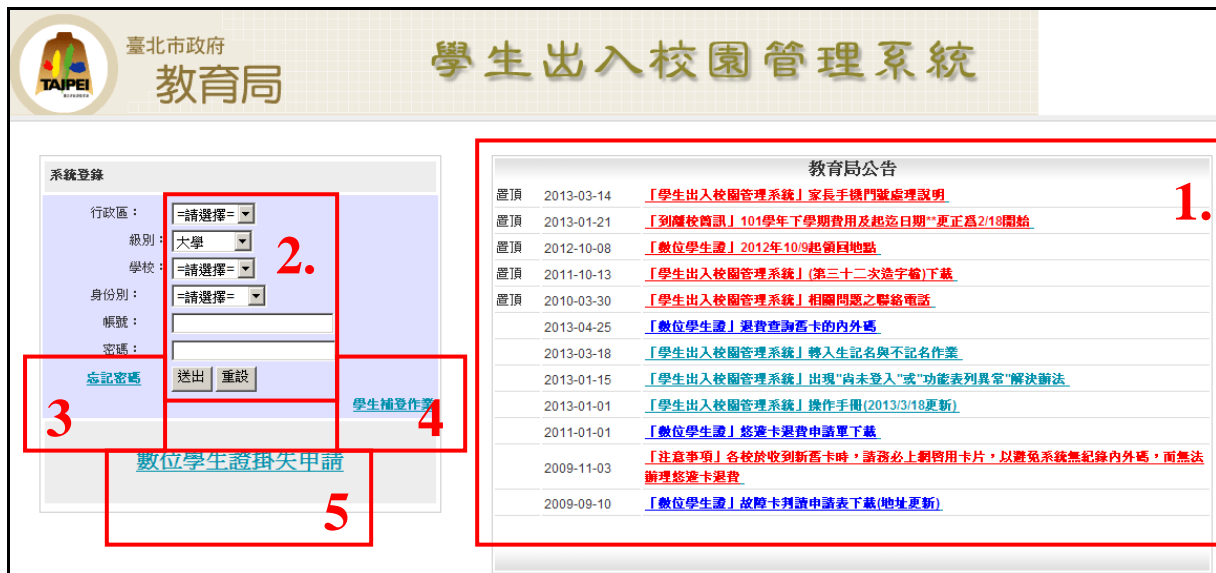 臺北市政府
教育局
TAIPEI
學生出入校園管理系統
系統登錄
行政區：
=請選擇=
級別：
大學
學校：
=請選擇=
身份別：
=請選擇=
帳號：
密碼：
忘記密碼
送出
重設
學生補登作業
數位學生證掛失申請
2.
3
4
5
教育局公告
1.
置頂 2013-03-14 「學生出入校園管理系統」家長手機門號處理說明
置頂 2013-01-21 「到離校簡訊」101學年下學期費用及起迄日期**更正為2/18開始
置頂 2012-10-08 「數位學生證」2012年10/9起領回地點
置頂 2011-10-13 「學生出入校園管理系統」(第三十二次造字檔)下載
置頂 2010-03-30 「學生出入校園管理系統」相關問題之聯絡電話
2013-04-25 「數位學生證」退費查詢舊卡的內外碼
2013-03-18 「學生出入校園管理系統」轉入生記名與不記名作業
2013-01-15 「學生出入校園管理系統」出現"尚未登入"或"功能表列異常"解決辦法
2013-01-01 「學生出入校園管理系統」操作手冊(2013/3/18更新)
2011-01-01 「數位學生證」悠遊卡退費申請單下載
2009-11-03 「注意事項」各校於收到新舊卡時，請務必上網啟用卡片，以避免系統無紀錄內外碼，而無法
辦理悠遊卡退費
2009-09-10 「數位學生證」故障卡判讀申請表下載(地址更新)